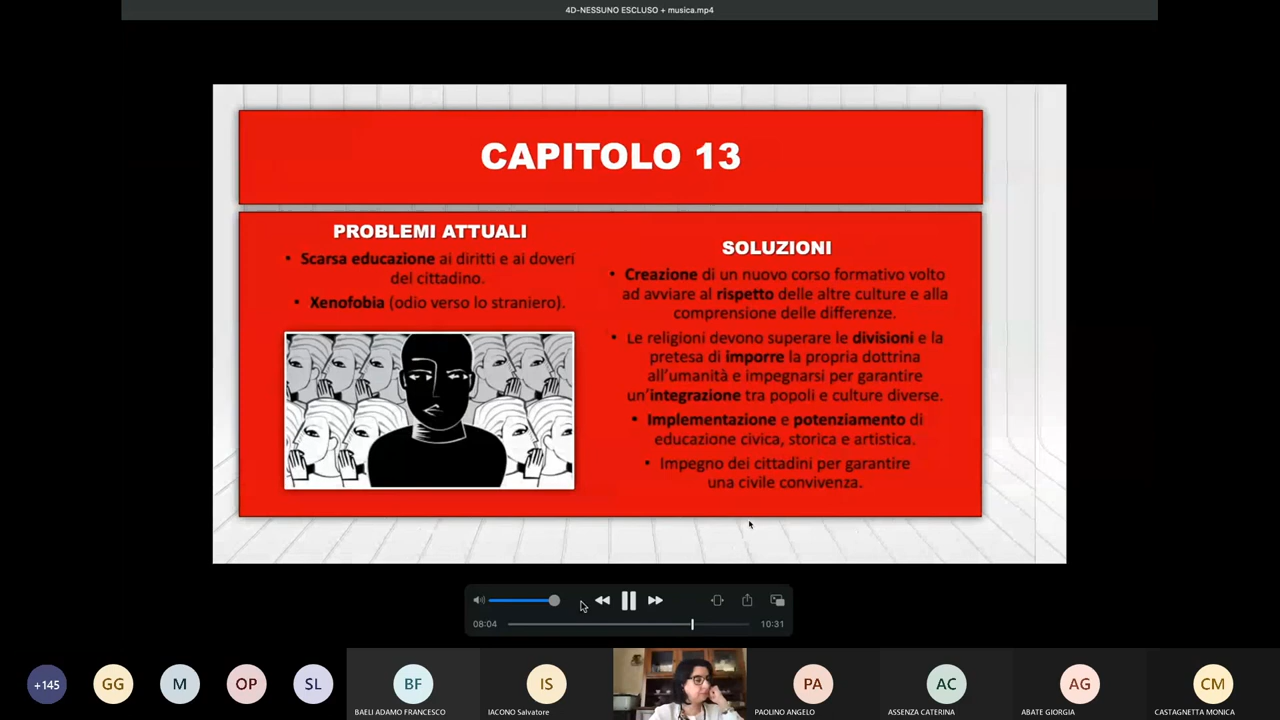 4D-NESSUNO ESCLUSO + musica.mp4
CAPITOLO 13
PROBLEMI ATTUALI
• Scarsa educazione ai diritti e ai doveri
del cittadino.
• Xenofobia (odio verso lo straniero).
SOLUZIONI
• Creazione di un nuovo corso formativo volto
ad avviare al rispetto delle altre culture e alla
comprensione delle differenze.
• Le religioni devono superare le divisioni e la
pretesa di imporre la propria dottrina
all'umanità e impegnarsi per garantire
un'integrazione tra popoli e culture diverse.
• Implementazione e potenziamento di
educazione civica, storica e artistica.
• Impegno dei cittadini per garantire
una civile convivenza.
08:04
10:31
+145
GG
M
OP
SL
BF
BAELI ADAMO FRANCESCO
IS
IACONO Salvatore
PA
PAOLINO ANGELO
AC
ASSENZA CATERINA
AG
ABATE GIORGIA
CM
CASTAGNETTA MONICA